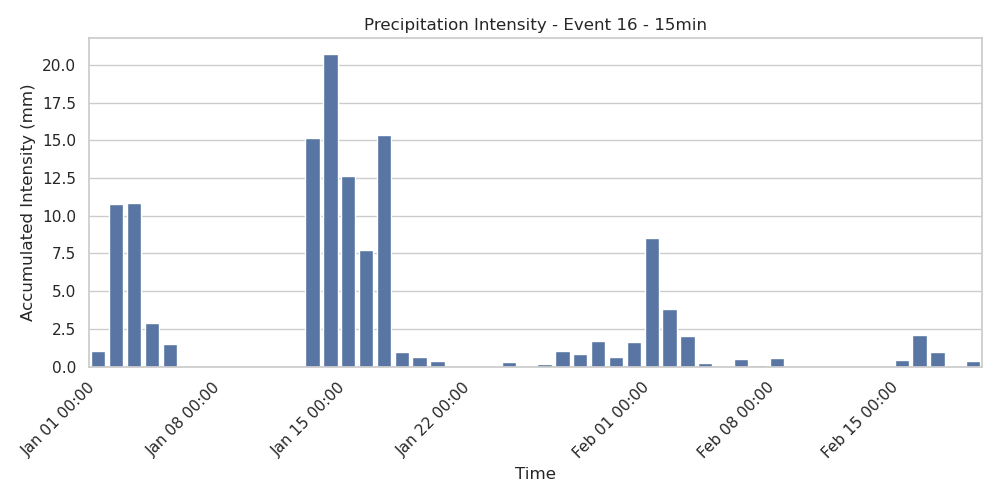 Precipitation Intensity - Event 16 - 15min
Accumulated Intensity (mm)
20.0
17.5
15.0
12.5
10.0
7.5
5.0
2.5
0.0
Jan 01 00:00
Jan 08 00:00
Jan 15 00:00
Jan 22 00:00
Feb 01 00:00
Feb 08 00:00
Feb 15 00:00
Time